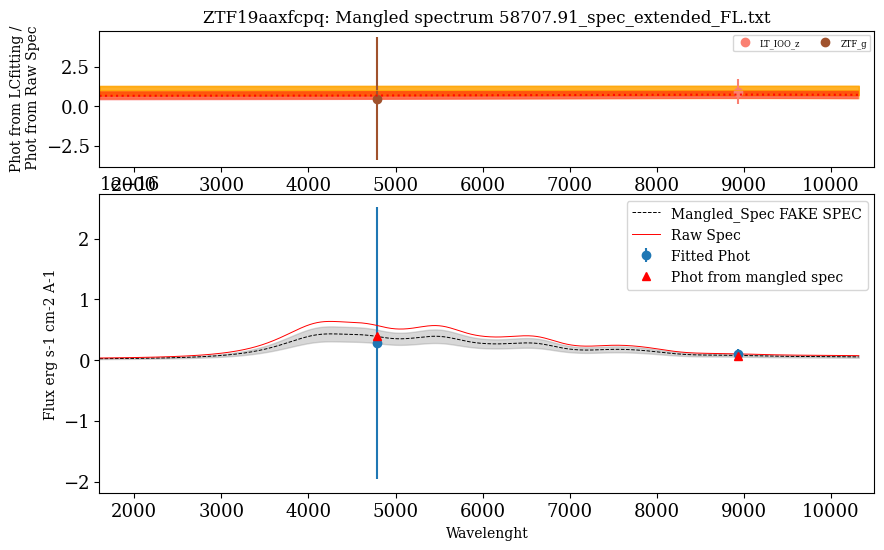 ZTF19aaxfcpq: Mangled spectrum 58707.91_spec_extended_FL.txt
Phot from LCfitting /
Phot from Raw Spec
2.5
0.0
−2.5
LT_IOO_z
ZTF_g
2000 3000 4000 5000 6000 7000 8000 9000 10000
1e−16
Flux erg s-1 cm-2 A-1
2
1
0
−1
−2
Mangled_Spec FAKE SPEC
Raw Spec
Fitted Phot
Phot from mangled spec
2000 3000 4000 5000 6000 7000 8000 9000 10000
Wavelenght